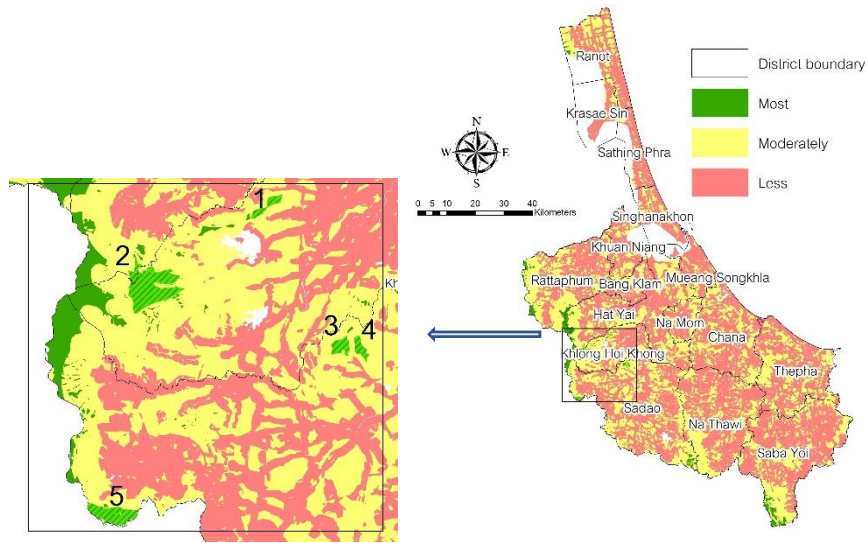 Ranot
Krasae Sin
Sathing Phra
Singhanakhon
Khuan Niang
Rattaphum
Bang Klam
Mueang Songkhla
Hat Yai
Na Mom
Chana
Khlong Hoi Khong
Thepha
Sadao
Na Thawi
Saba Yoi
District boundary
Most
Moderately
Less
N
W
E
S
0 5 10 20 30 40
Kilometers
1
2
3
4
5
Kh